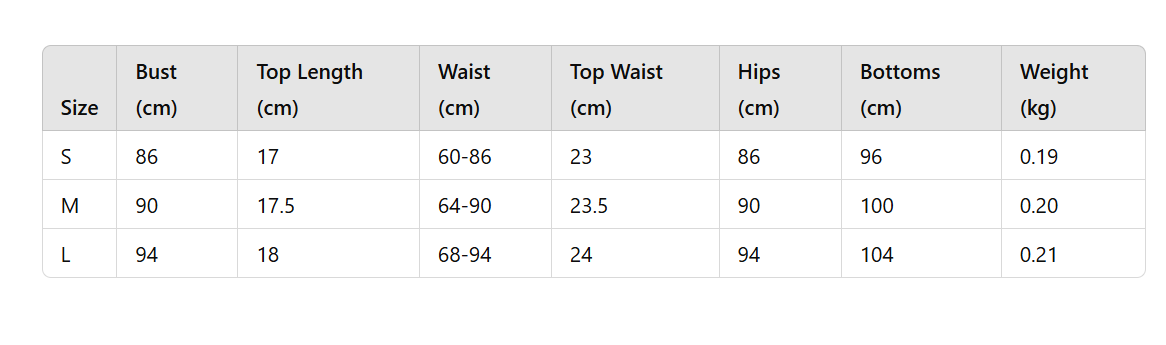 Size Bust (cm) Top Length (cm) Waist (cm) Top Waist (cm) Hips (cm) Bottoms (cm) Weight (kg)
S 86 17 60-86 23 86 96 0.19
M 90 17.5 64-90 23.5 90 100 0.20
L 94 18 68-94 24 94 104 0.21